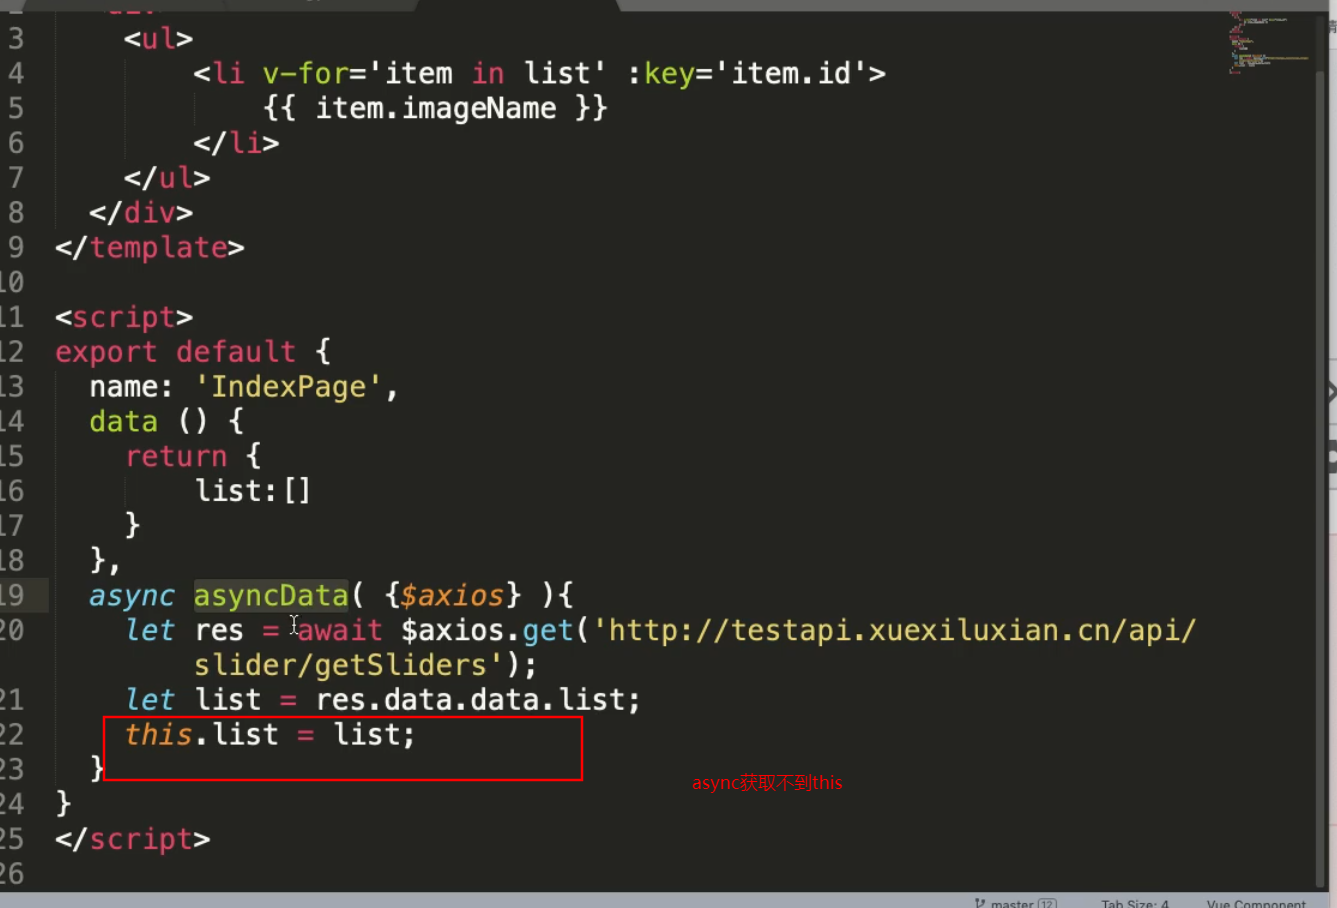 3 <ul>
4 <li v-for='item in list' :key='item.id'>
5 {{ item.imageName }}
6 </li>
7 </ul>
8 </div>
9 </template>
10
11 <script>
12 export default {
13 name: 'IndexPage',
14 data () {
15 return {
16 list:[]
17 }
18 },
19 async asyncData( {$axios} ){
20 let res = await $axios.get('http://testapi.xuexiluxian.cn/api/
slider/getSliders');
21 let list = res.data.data.list;
22 this.list = list;
23 }
async获取不到this
24 }
25 </script>
26
master 12 Tab Size: 4 Vue Component